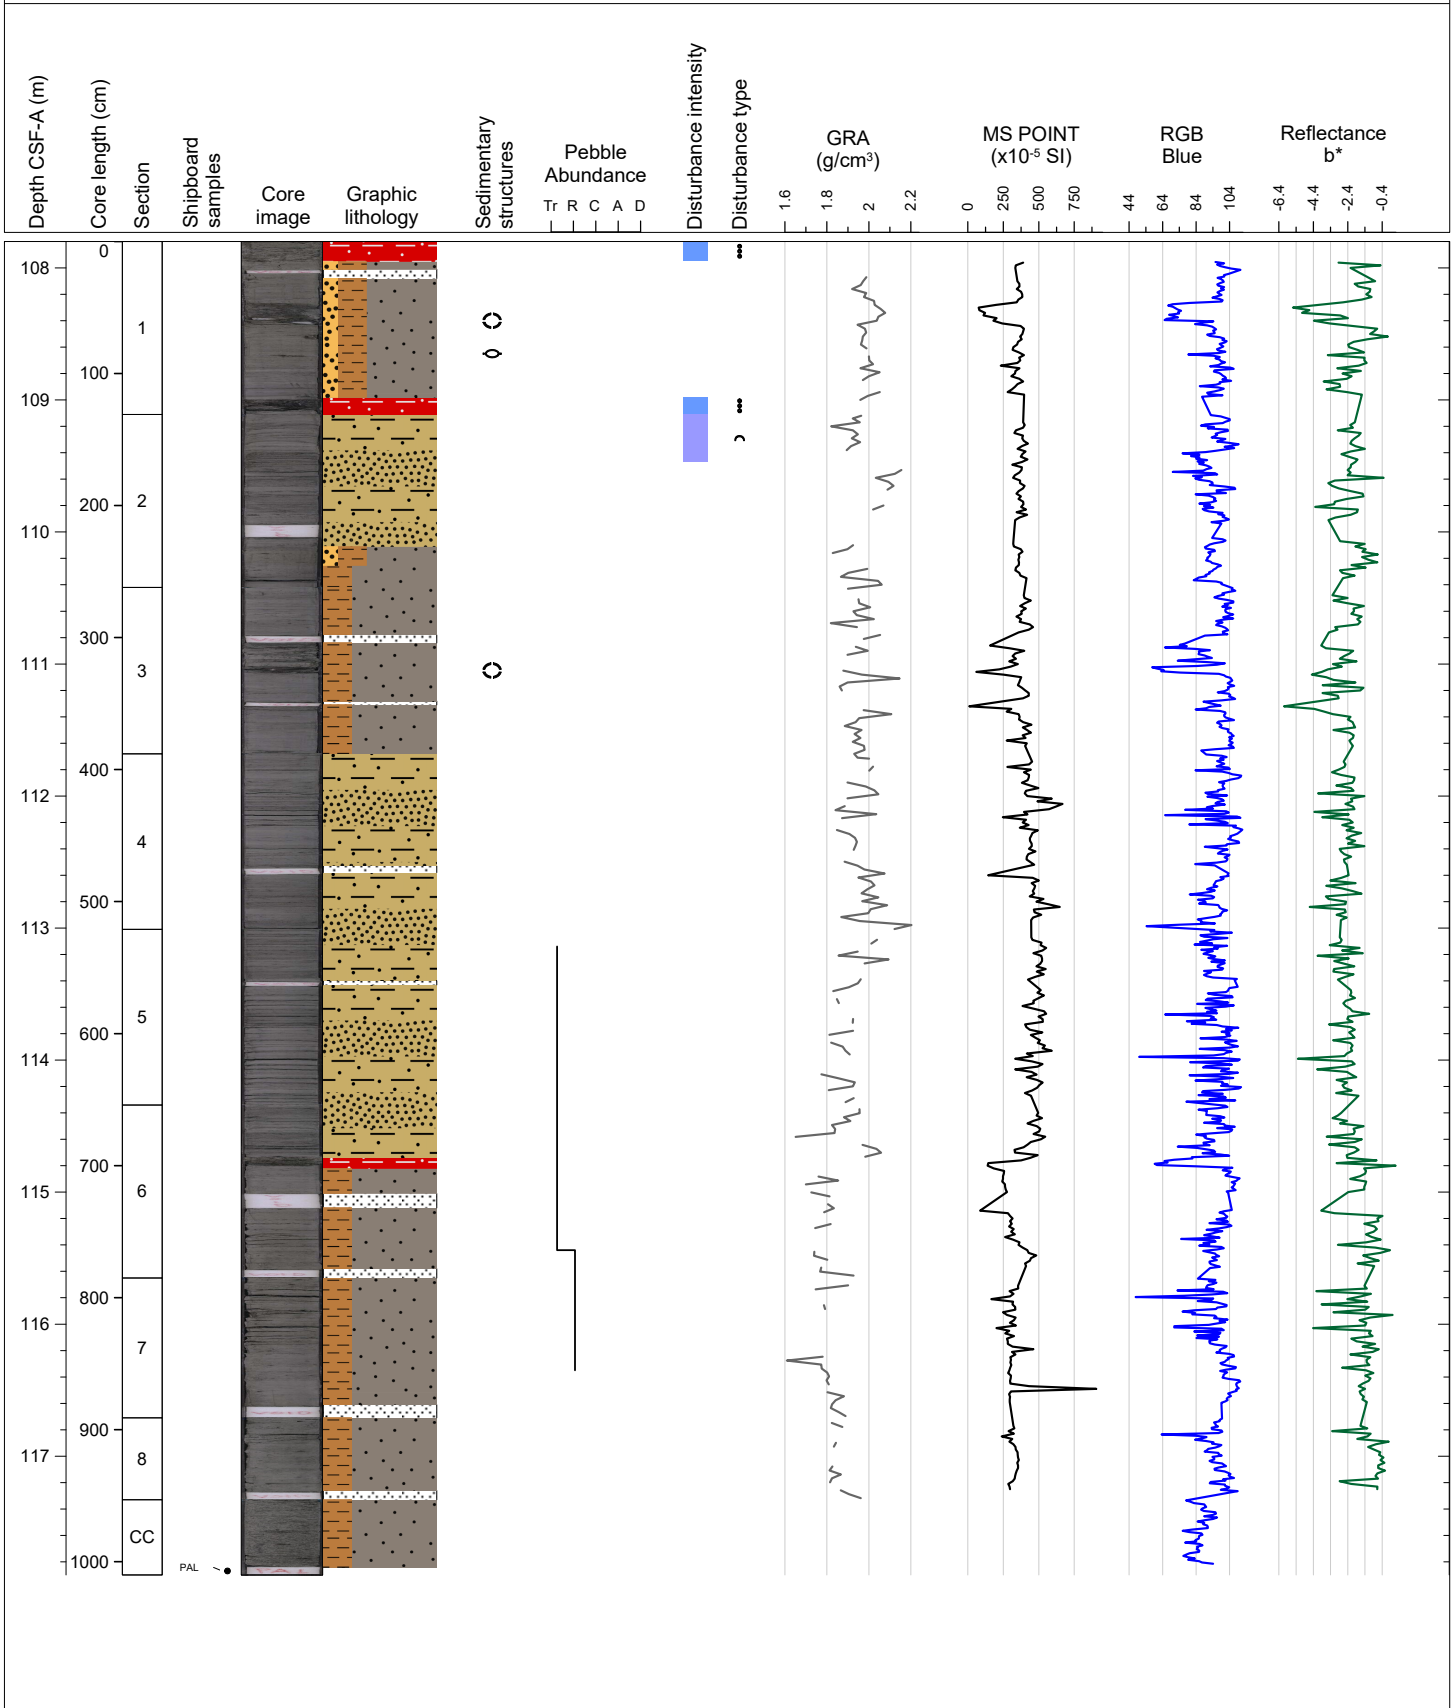 Depth CSF-A (m)
Core length (cm)
Section
Shipboard
samples
Core
image
Graphic
lithology
Sedimentary
structures
Pebble
Abundance
Tr R C A D
Disturbance intensity
Disturbance type
GRA
(g/cm³)
1.6 1.8 2 2.2
MS POINT
(x10⁻⁵ SI)
0 250 500 750
RGB
Blue
44 64 84 104
Reflectance
b*
-6.4 -4.4 -2.4 -0.4
0
108
1
100
109
2
200
110
300
111
3
400
112
4
500
113
5
600
114
700
115
6
800
116
7
900
117
8
CC
1000
PAL